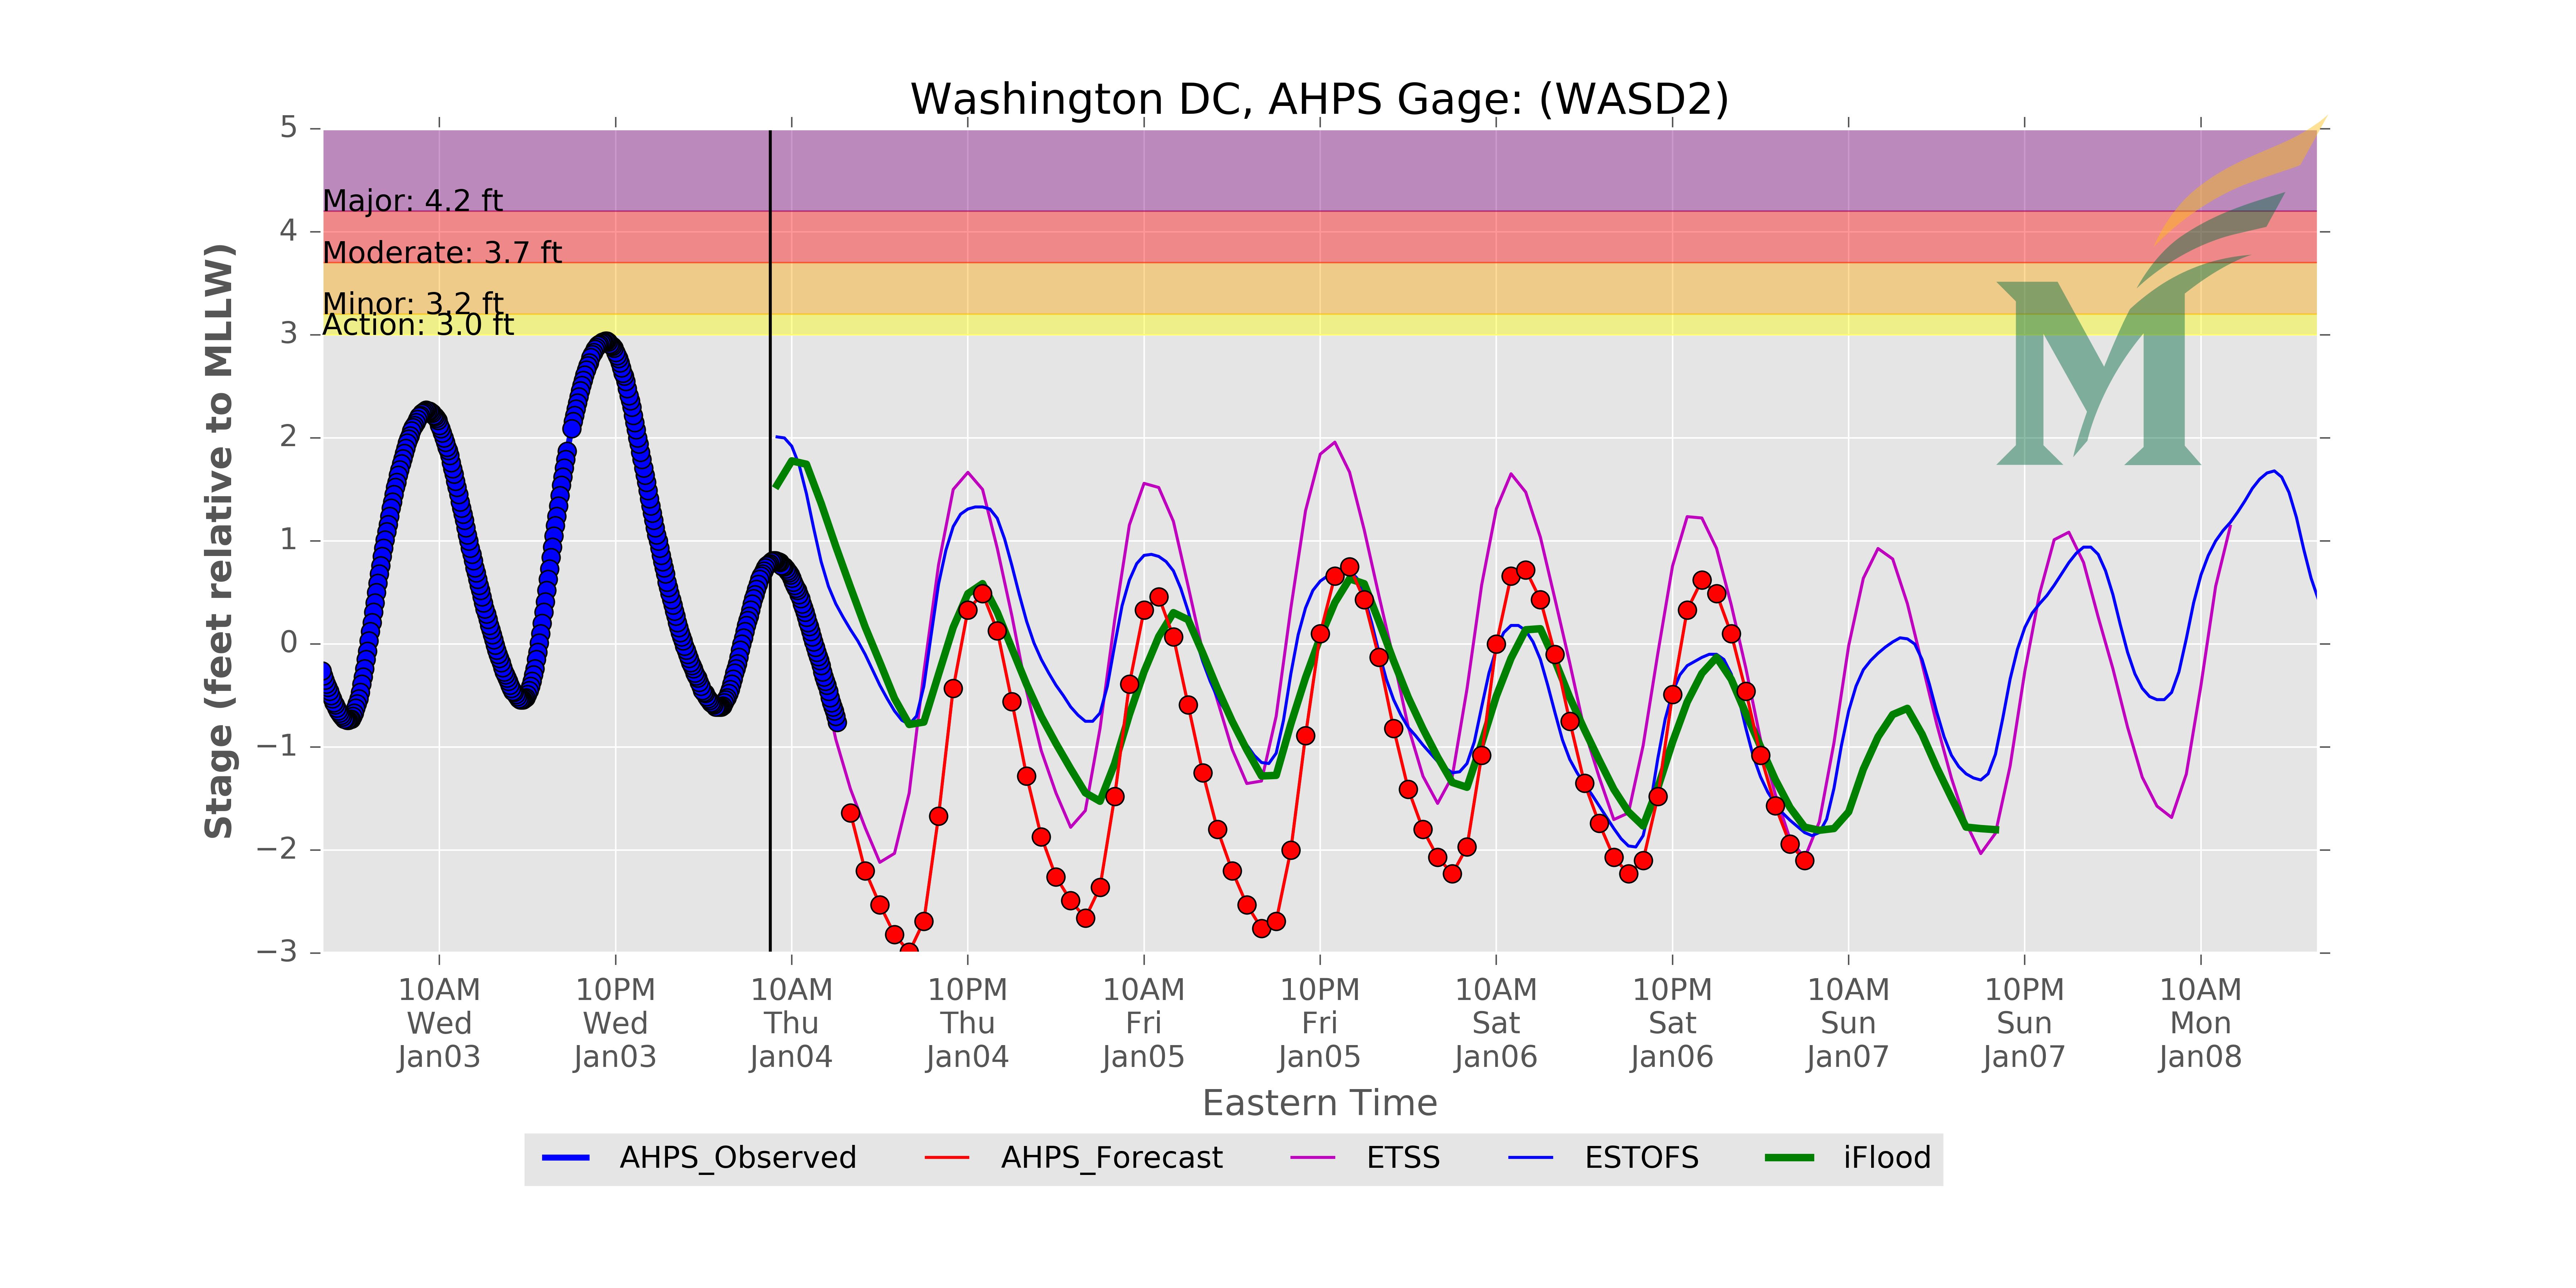 Washington DC, AHPS Gage: (WASD2)
Stage (feet relative to MLLW)
5
4
3
2
1
0
−1
−2
−3
Major: 4.2 ft
Moderate: 3.7 ft
Minor: 3.2 ft
Action: 3.0 ft
M
10AM Wed Jan03
10PM Wed Jan03
10AM Thu Jan04
10PM Thu Jan04
10AM Fri Jan05
10PM Fri Jan05
10AM Sat Jan06
10PM Sat Jan06
10AM Sun Jan07
10PM Sun Jan07
10AM Mon Jan08
Eastern Time
AHPS_Observed AHPS_Forecast ETSS ESTOFS iFlood